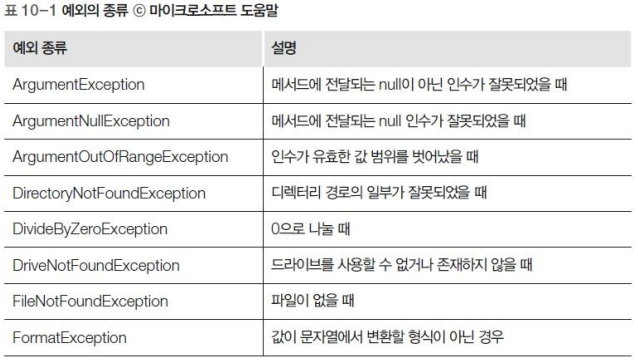 표 10-1 예외의 종류 ⓒ 마이크로소프트 도움말
예외 종류 설명
ArgumentException 메서드에 전달되는 null이 아닌 인수가 잘못되었을 때
ArgumentNullException 메서드에 전달되는 null 인수가 잘못되었을 때
ArgumentOutOfRangeException 인수가 유효한 값 범위를 벗어났을 때
DirectoryNotFoundException 디렉터리 경로의 일부가 잘못되었을 때
DivideByZeroException 0으로 나눌 때
DriveNotFoundException 드라이브를 사용할 수 없거나 존재하지 않을 때
FileNotFoundException 파일이 없을 때
FormatException 값이 문자열에서 변환할 형식이 아닌 경우